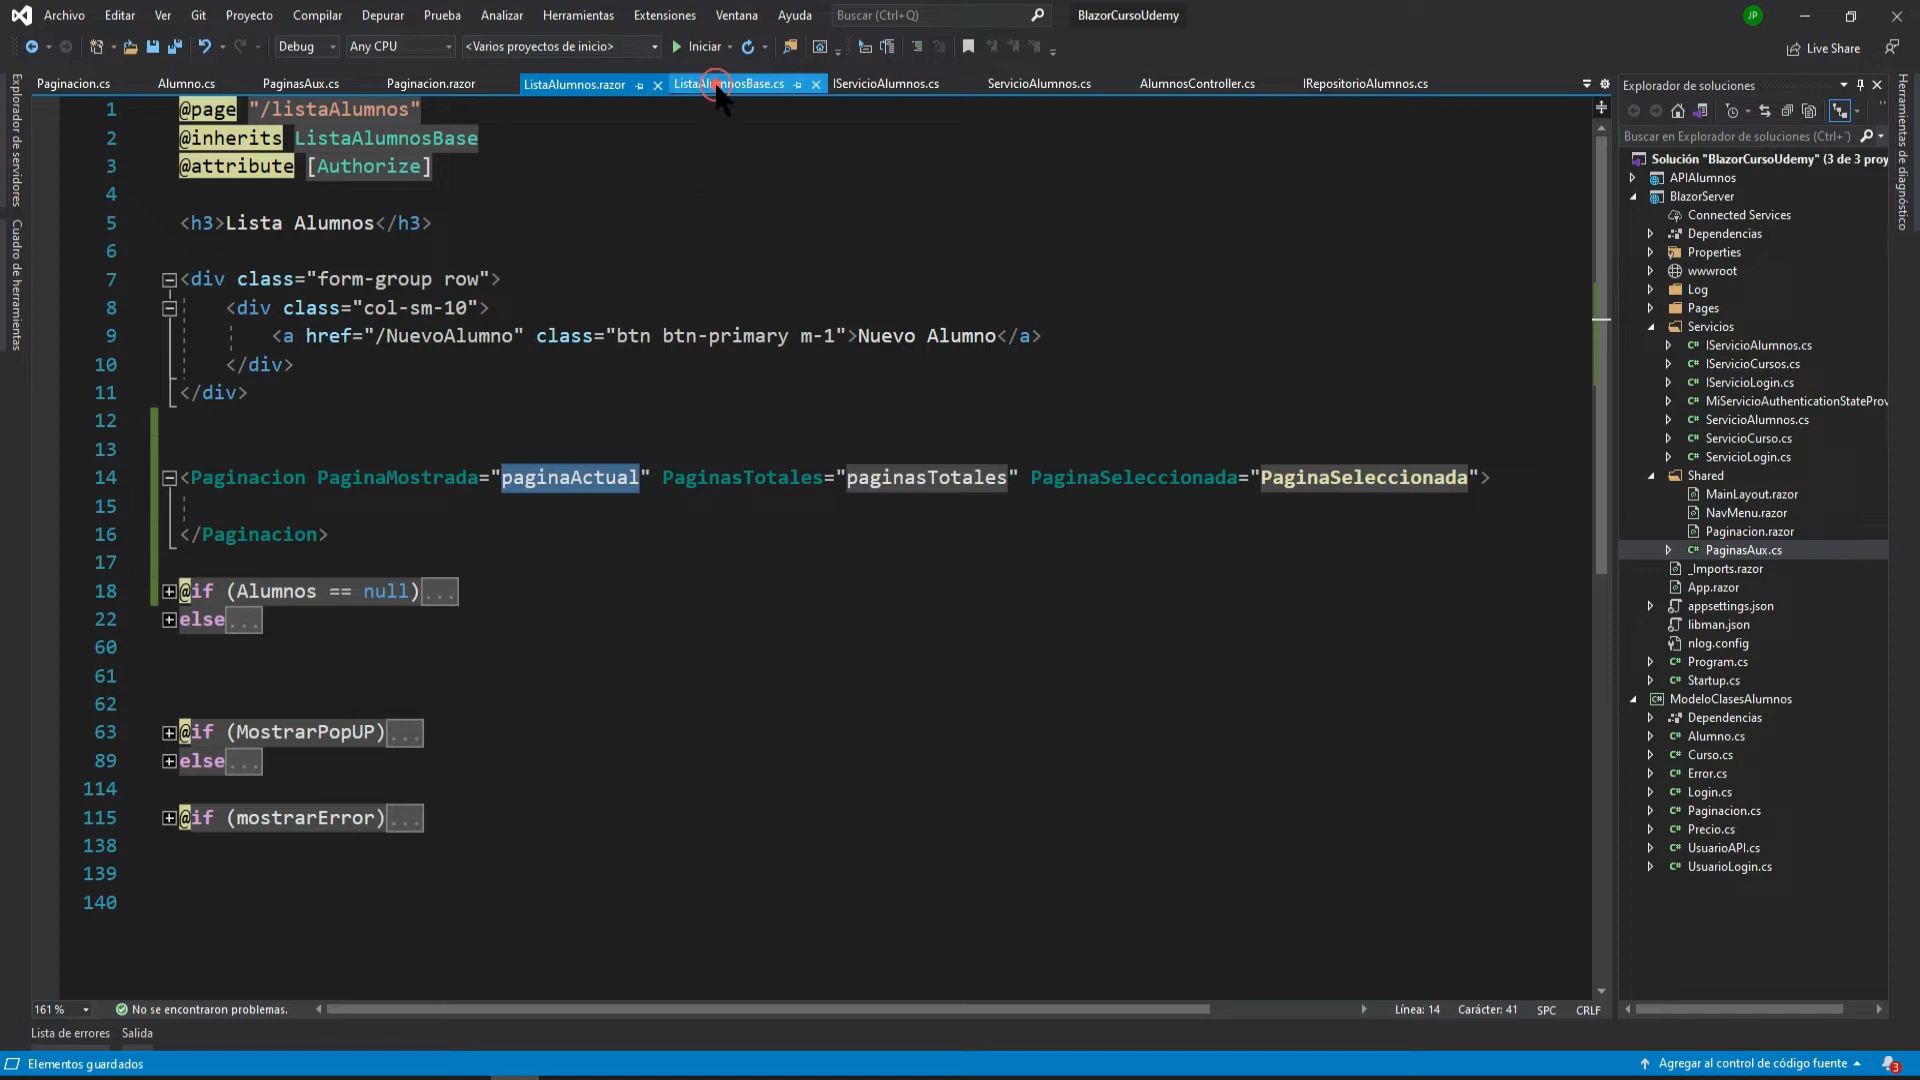 Archivo Editar Ver Git Proyecto Compilar Depurar Prueba Analizar Herramientas Extensiones Ventana Ayuda Buscar (Ctrl+Q) BlazorCursoUdemy JP
Debug Any CPU <Varios proyectos de inicio> Iniciar Live Share
Paginacion.cs Alumno.cs PaginasAux.cs Paginacion.razor ListaAlumnos.razor ListaAlumnosBase.cs IServicioAlumnos.cs ServicioAlumnos.cs AlumnosController.cs IRepositorioAlumnos.cs
Explorador de servidores
Cuadro de herramientas
1 @page "/listaAlumnos"
2 @inherits ListaAlumnosBase
3 @attribute [Authorize]
4
5 <h3>Lista Alumnos</h3>
6
7 <div class="form-group row">
8 <div class="col-sm-10">
9 <a href="/NuevoAlumno" class="btn btn-primary m-1">Nuevo Alumno</a>
10 </div>
11 </div>
12
13
14 <Paginacion PaginaMostrada="paginaActual" PaginasTotales="paginasTotales" PaginaSeleccionada="PaginaSeleccionada">
15
16 </Paginacion>
17
18 @if (Alumnos == null)...
22 else...
60
61
62
63 @if (MostrarPopUP)...
89 else...
114
115 @if (mostrarError)...
138
139
140
161 % No se encontraron problemas. Línea: 14 Carácter: 41 SPC CRLF
Lista de errores Salida
Elementos guardados Agregar al control de código fuente 3
Explorador de soluciones
Buscar en Explorador de soluciones (Ctrl+ ̈)
Solución "BlazorCursoUdemy" (3 de 3 proy
APIAlumnos
BlazorServer
Connected Services
Dependencias
Properties
wwwroot
Log
Pages
Servicios
IServicioAlumnos.cs
IServicioCursos.cs
IServicioLogin.cs
MiServicioAuthenticationStateProv
ServicioAlumnos.cs
ServicioCurso.cs
ServicioLogin.cs
Shared
MainLayout.razor
NavMenu.razor
Paginacion.razor
PaginasAux.cs
_Imports.razor
App.razor
appsettings.json
libman.json
nlog.config
Program.cs
Startup.cs
ModeloClasesAlumnos
Dependencias
Alumno.cs
Curso.cs
Error.cs
Login.cs
Paginacion.cs
Precio.cs
UsuarioAPI.cs
UsuarioLogin.cs
Herramientas de diagnóstico